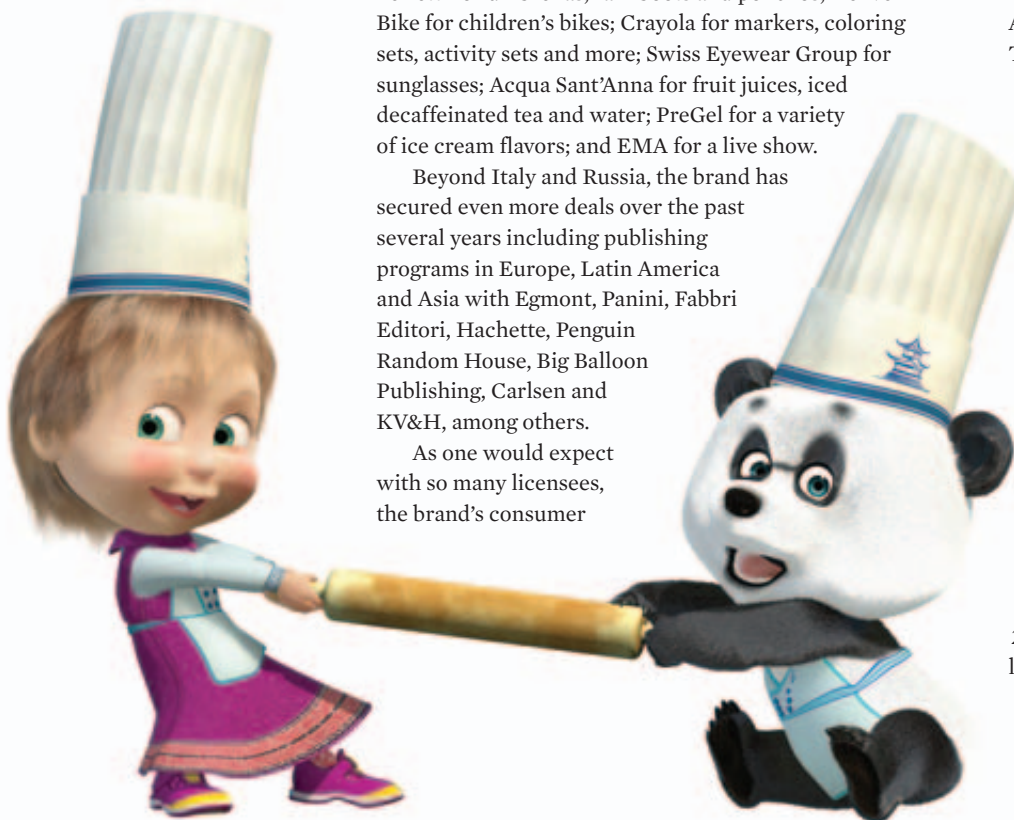 Bike for children’s bikes; Crayola for markers, coloring
sets, activity sets and more; Swiss Eyewear Group for
sunglasses; Acqua Sant’Anna for fruit juices, iced
decaffeinated tea and water; PreGel for a variety
of ice cream flavors; and EMA for a live show.
Beyond Italy and Russia, the brand has
secured even more deals over the past
several years including publishing
programs in Europe, Latin America
and Asia with Egmont, Panini, Fabbri
Editori, Hachette, Penguin
Random House, Big Balloon
Publishing, Carlsen and
KV&H, among others.
As one would expect
with so many licensees,
the brand’s consumer